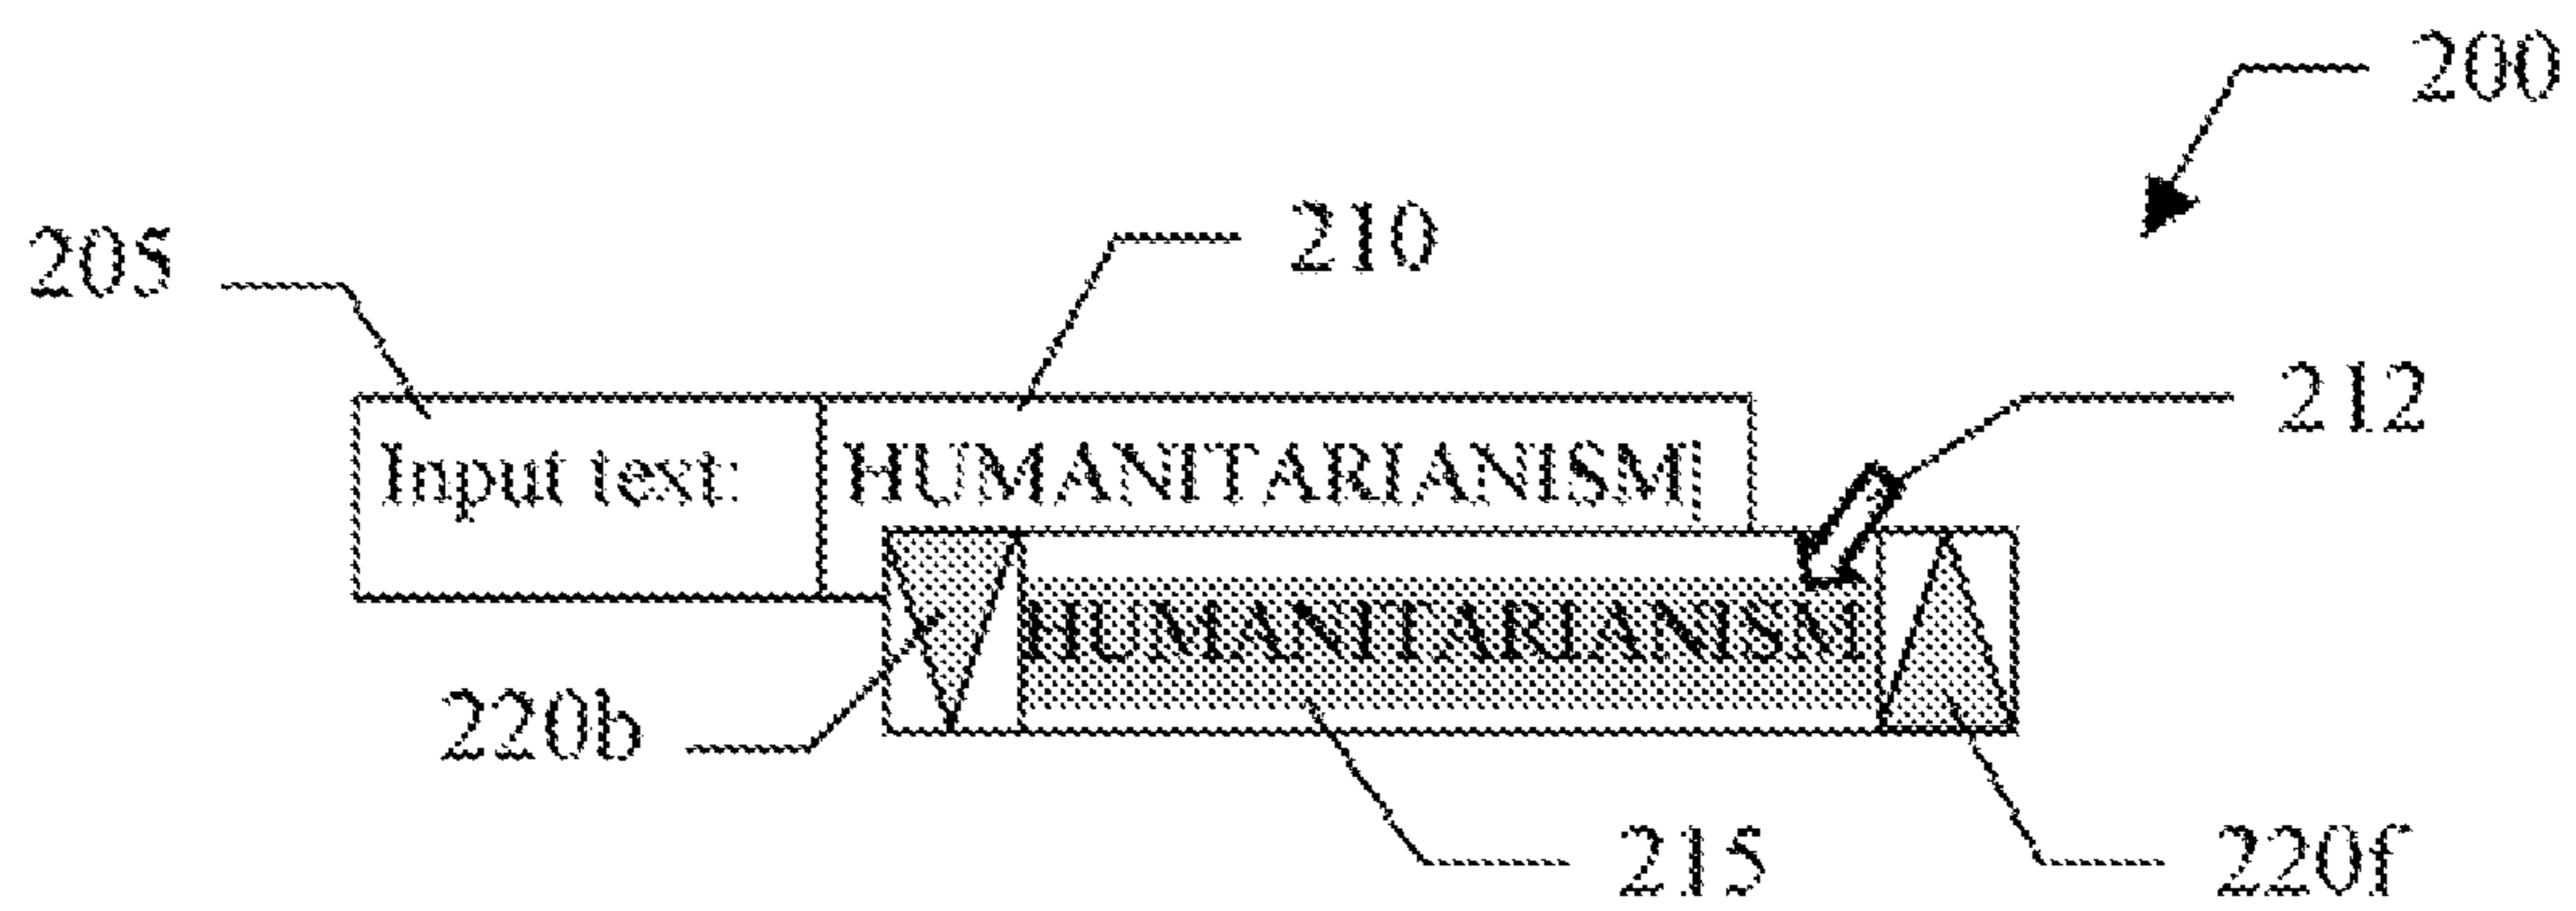 200
210
205
212
Input text: HUMANITARIANISM
HUMANITARIANISM
220b
215
220f